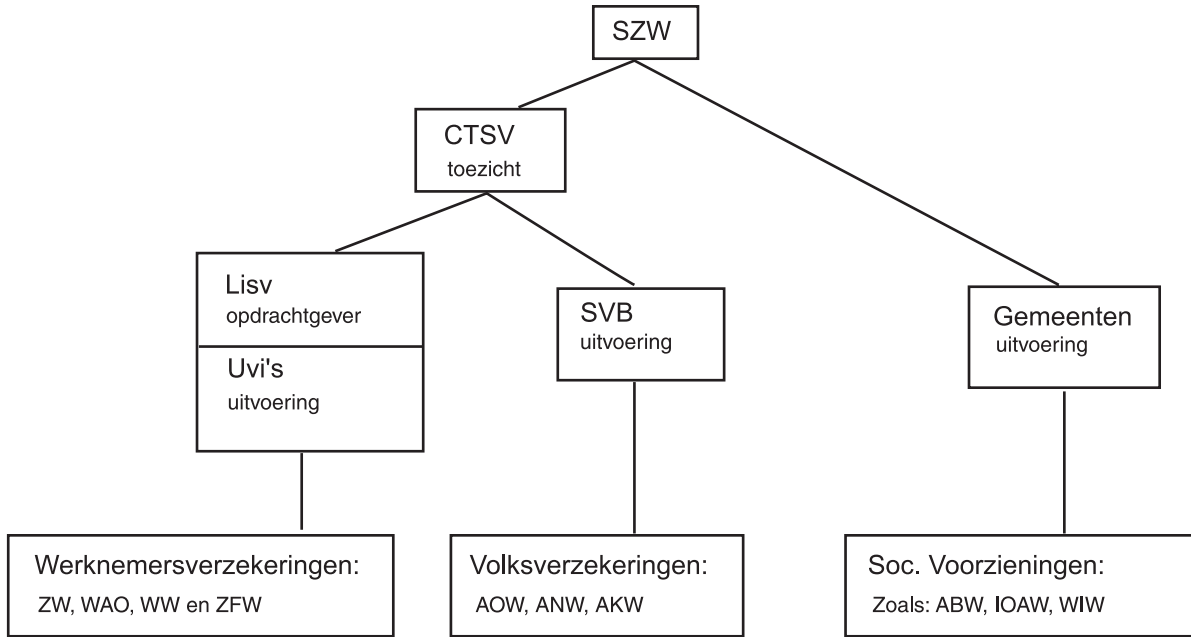 SZW
CTSV
toezicht
Lisv
opdrachtgever
Uvi's
uitvoering
SVB
uitvoering
Gemeenten
uitvoering
Werknemersverzekeringen:
ZW, WAO, WW en ZFW
Volksverzekeringen:
AOW, ANW, AKW
Soc. Voorzieningen:
Zoals: ABW, IOAW, WIW